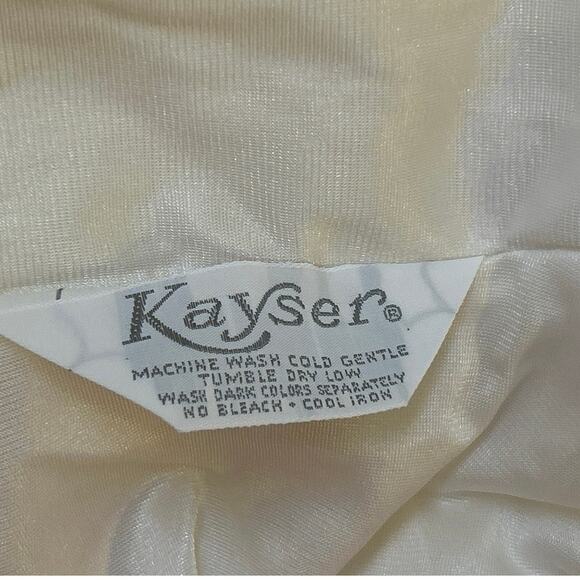 Kayser®
MACHINE WASH COLD GENTLE
TUMBLE DRY LOW
WASH DARK COLORS SEPARATELY
NO BLEACH • COOL IRON